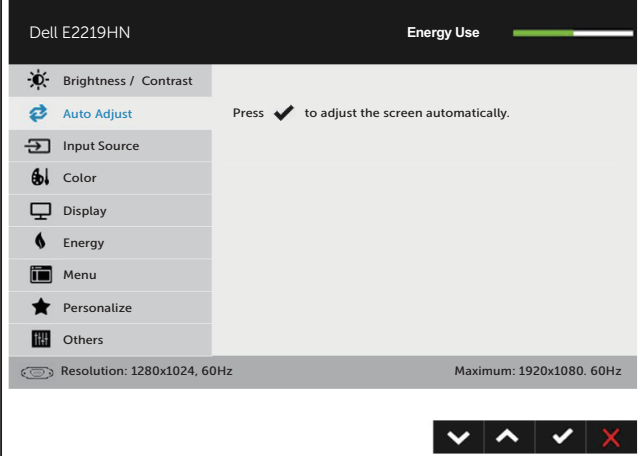 Dell E2219HN
Energy Use
Brightness / Contrast
Auto Adjust
Press to adjust the screen automatically.
Input Source
Color
Display
Energy
Menu
Personalize
Others
Resolution: 1280x1024, 60Hz
Maximum: 1920x1080. 60Hz